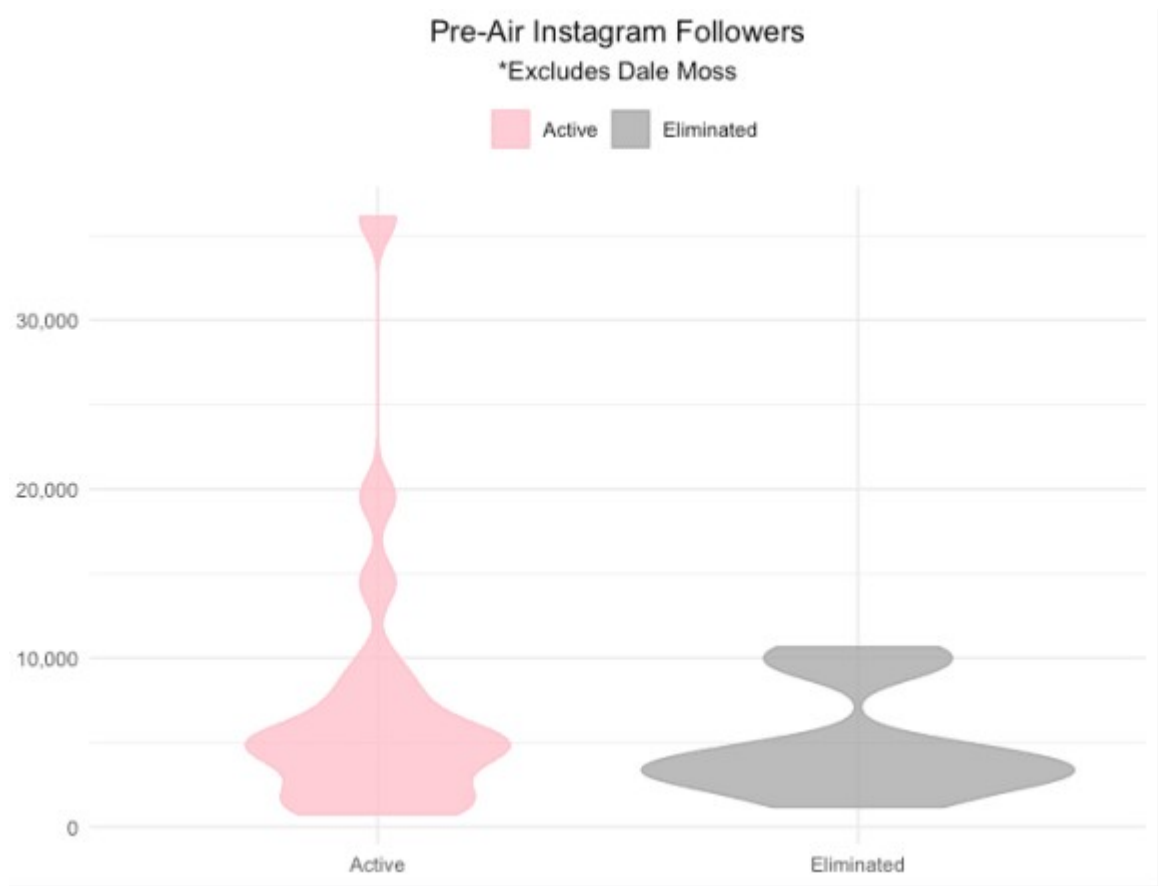 Pre-Air Instagram Followers
*Excludes Dale Moss
Active Eliminated
30,000
20,000
10,000
0
Active Eliminated